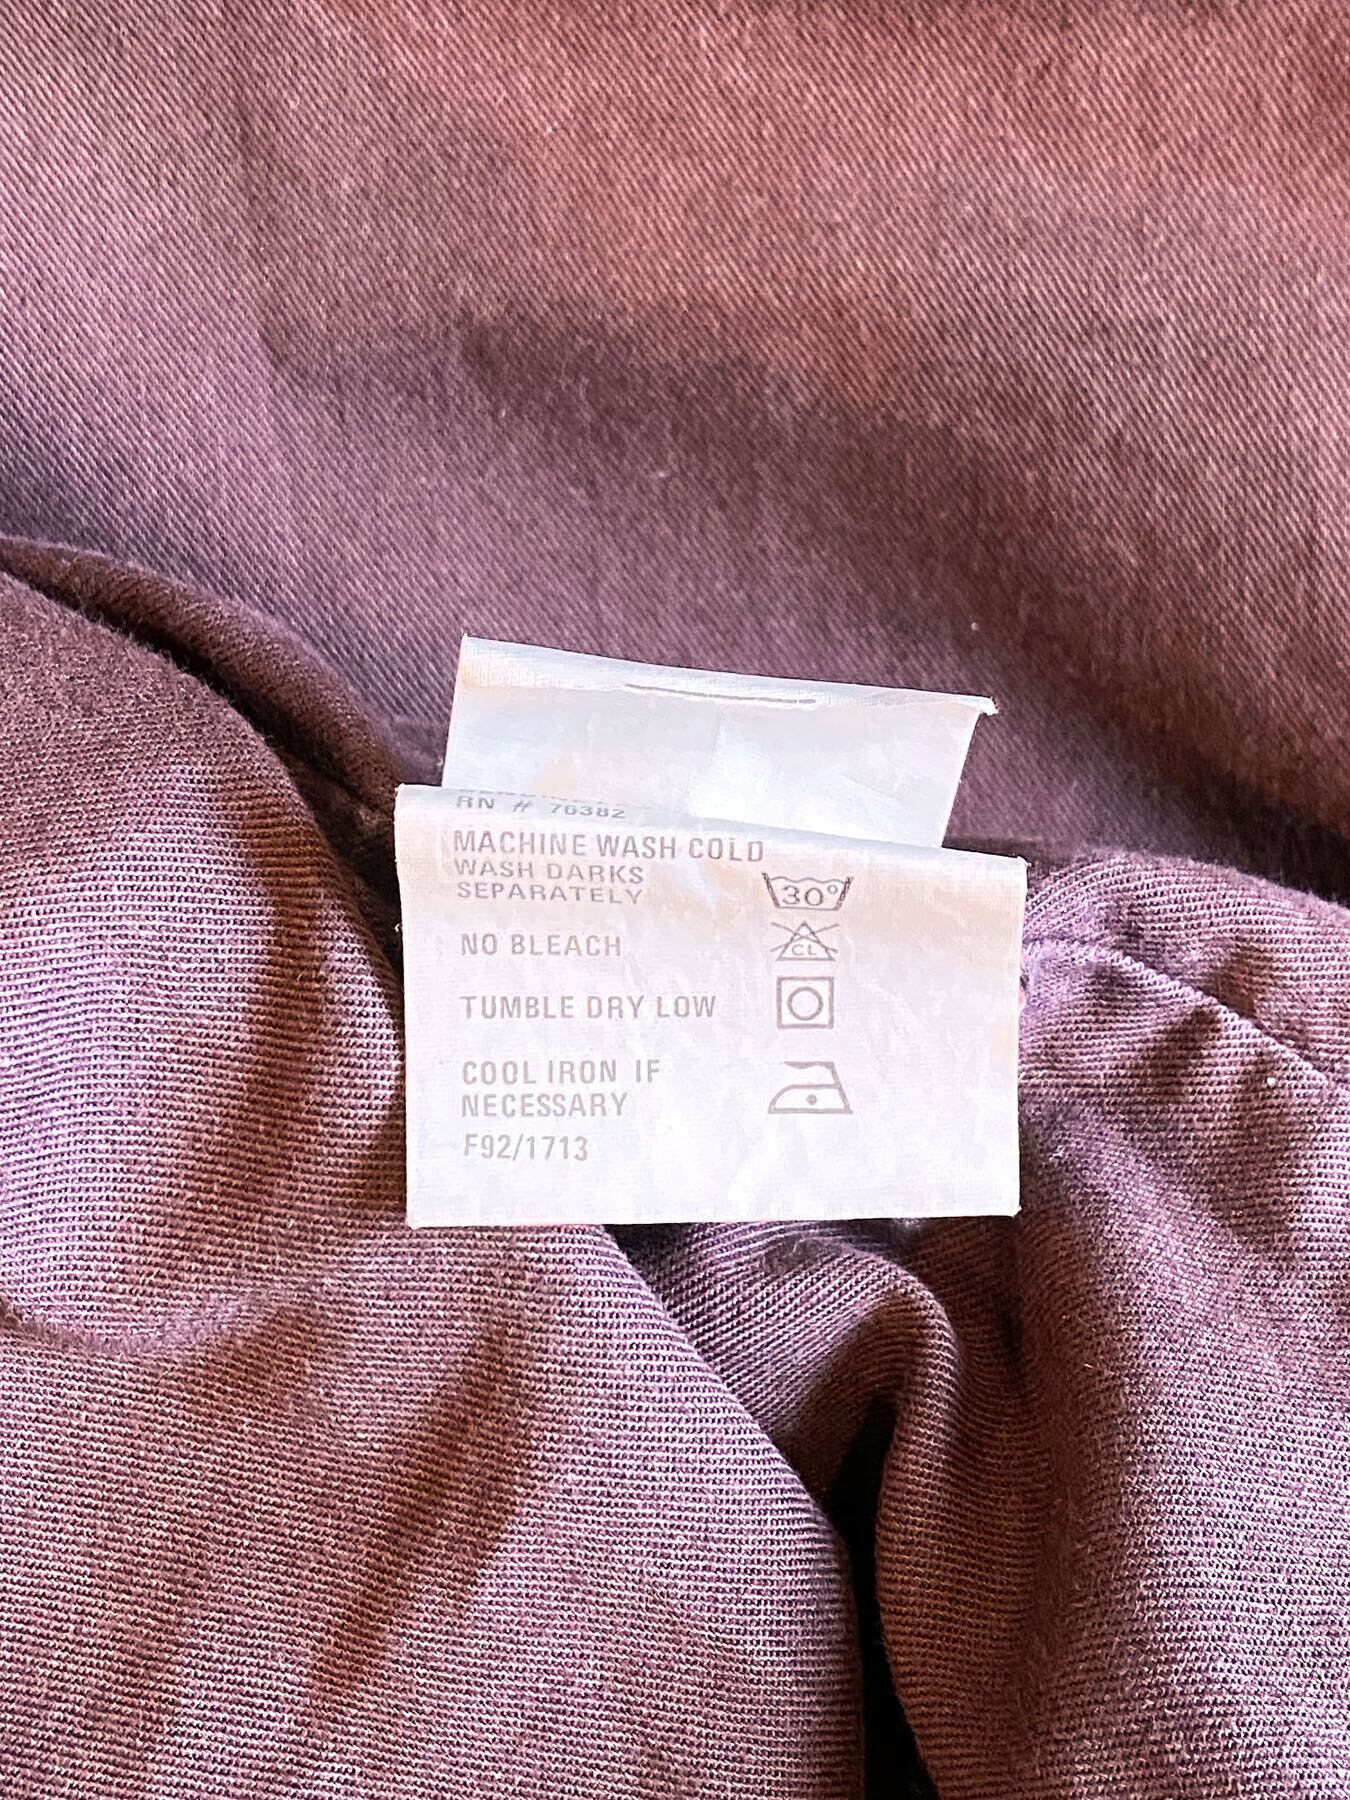 RN # 76382
MACHINE WASH COLD
WASH DARKS
SEPARATELY
30°
NO BLEACH
CL
TUMBLE DRY LOW
COOL IRON IF
NECESSARY
F92/1713